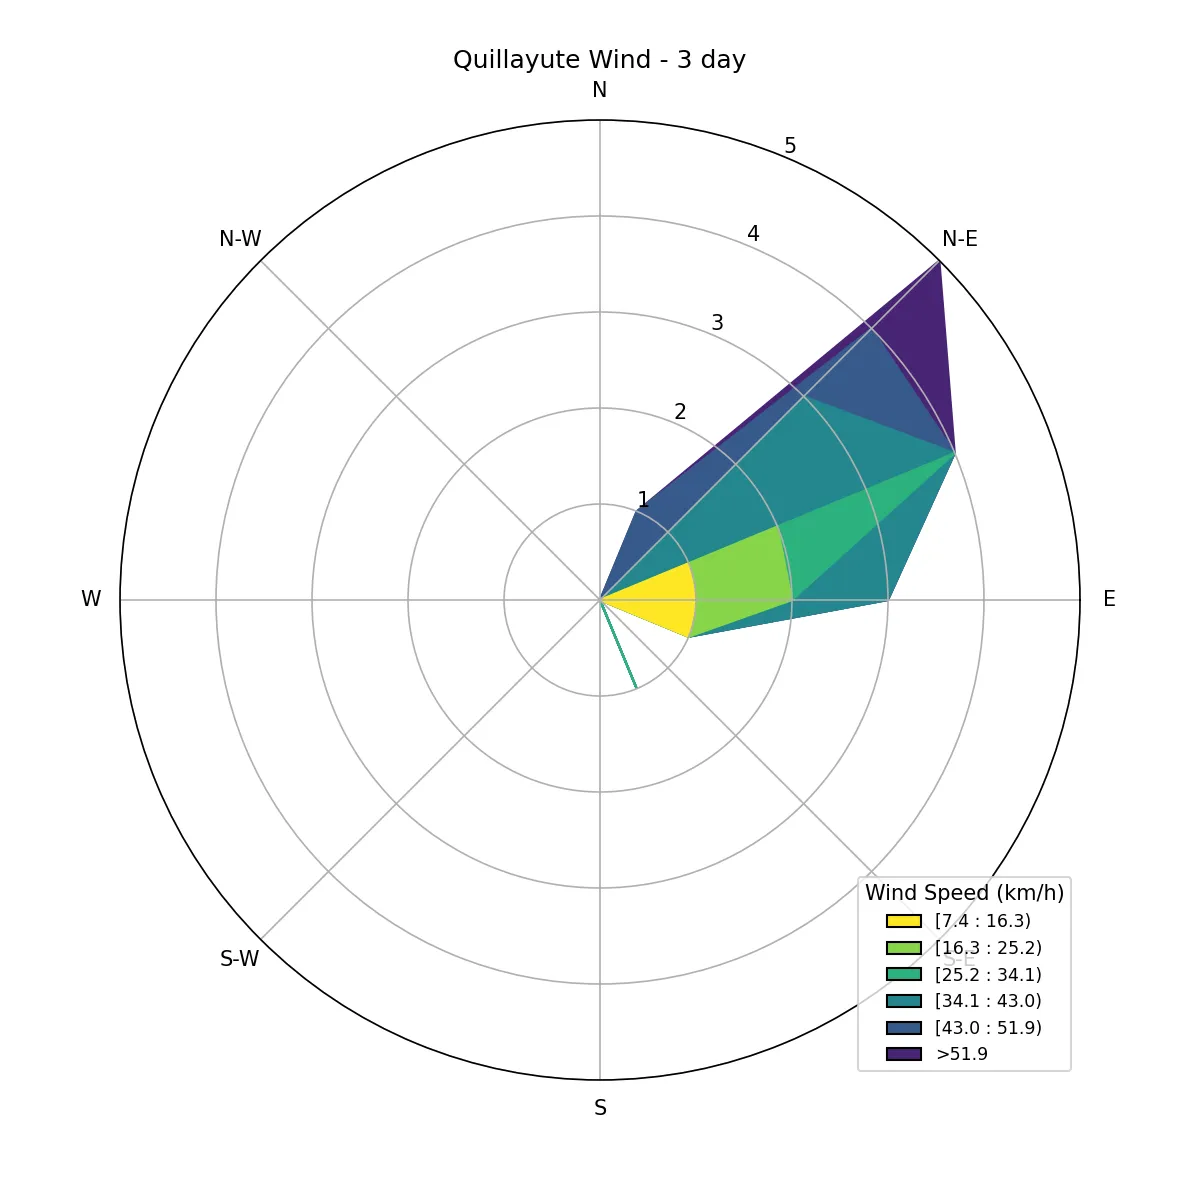 Quillayute Wind - 3 day
N
5
N-W
N-E
4
3
2
1
W
E
Wind Speed (km/h)
[7.4 : 16.3)
[16.3 : 25.2)
S-W
S-E
[25.2 : 34.1)
[34.1 : 43.0)
[43.0 : 51.9)
>51.9
S